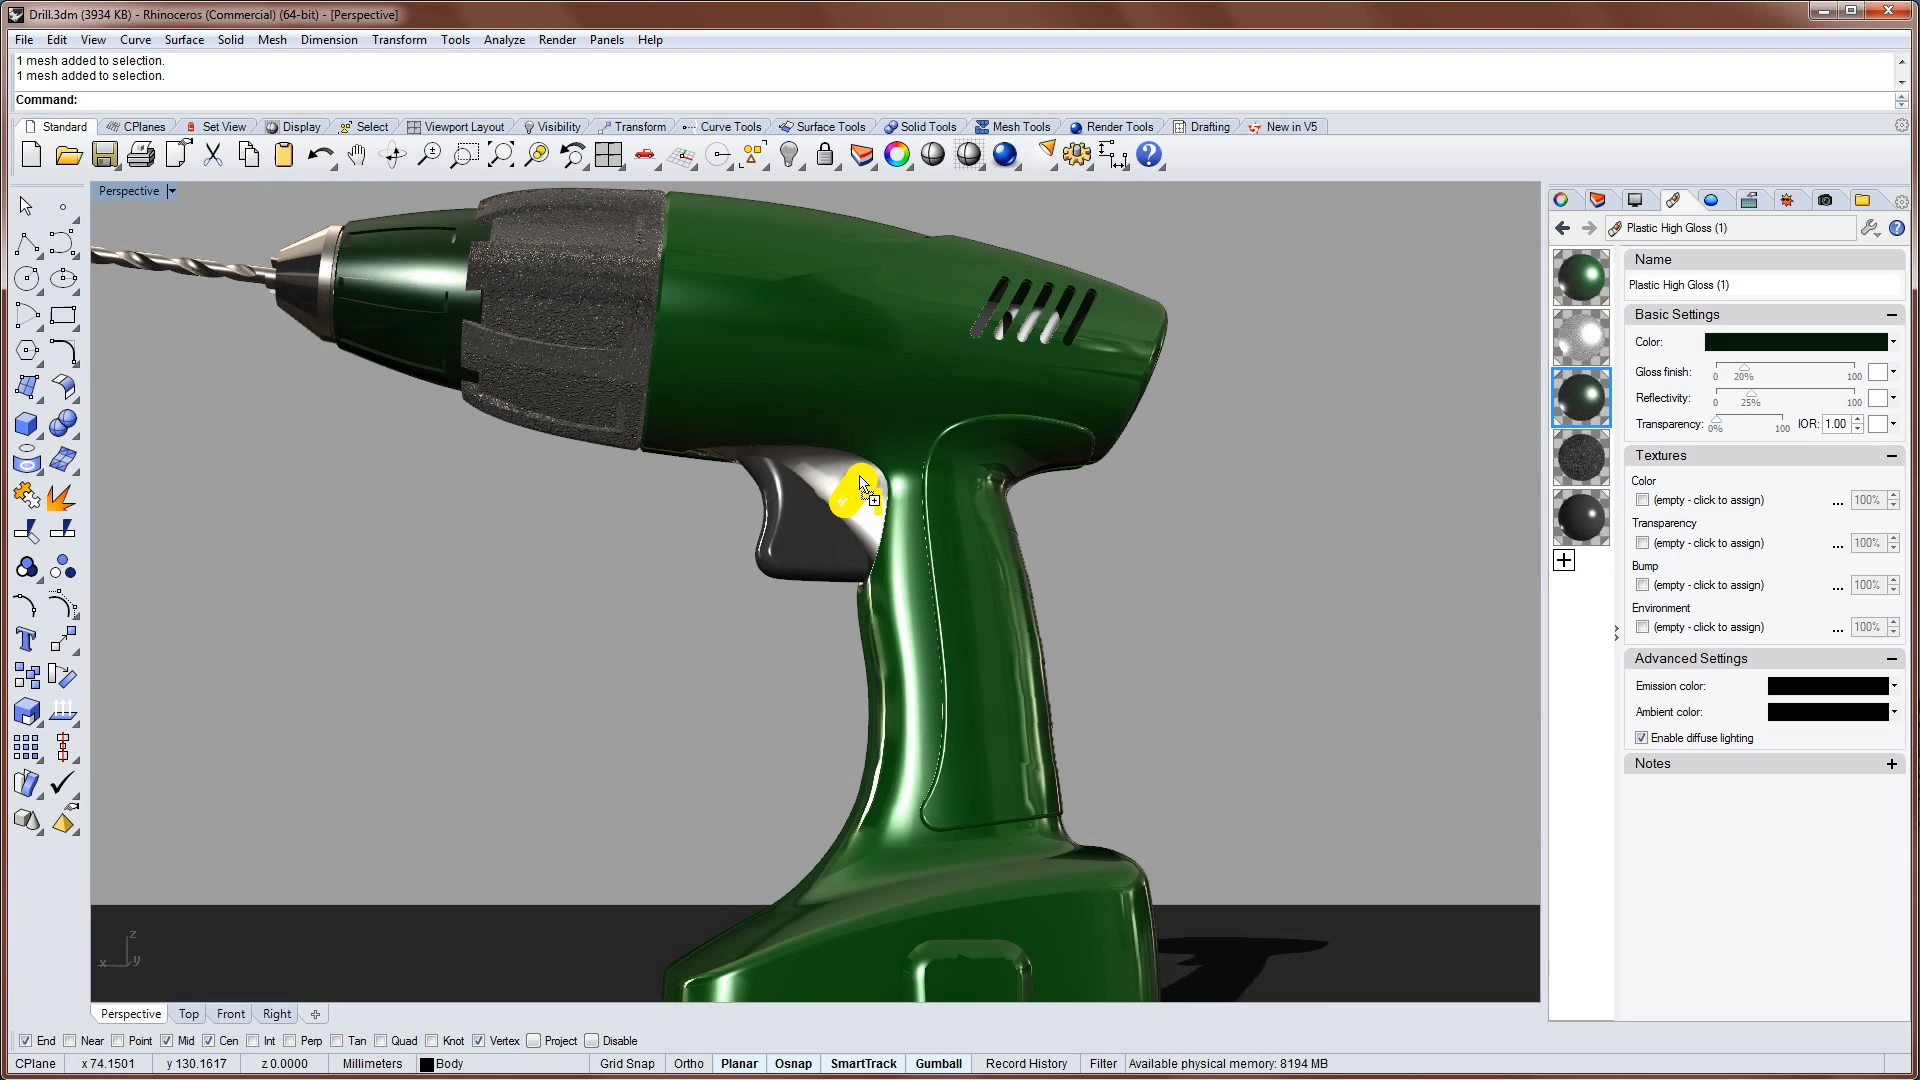 Drill.3dm (3934 KB) - Rhinoceros (Commercial) (64-bit) - [Perspective]
File Edit View Curve Surface Solid Mesh Dimension Transform Tools Analyze Render Panels Help
1 mesh added to selection.
1 mesh added to selection.
Command:
Standard CPlanes Set View Display Select Viewport Layout Visibility Transform Curve Tools Surface Tools Solid Tools Mesh Tools Render Tools Drafting New in V5
Perspective
Plastic High Gloss (1)
Name
Plastic High Gloss (1)
Basic Settings
Color:
Gloss finish: 0 20% 100
Reflectivity: 0 25% 100
Transparency: 0% 100 IOR: 1.00
Textures
Color
(empty - click to assign) ... 100%
Transparency
(empty - click to assign) ... 100%
Bump
(empty - click to assign) ... 100%
Environment
(empty - click to assign) ... 100%
Advanced Settings
Emission color:
Ambient color:
Enable diffuse lighting
Notes
z
x y
Perspective Top Front Right
End Near Point Mid Cen Int Perp Tan Quad Knot Vertex Project Disable
CPlane x 74.1501 y 130.1617 z 0.0000 Millimeters Body Grid Snap Ortho Planar Osnap SmartTrack Gumball Record History Filter Available physical memory: 8194 MB